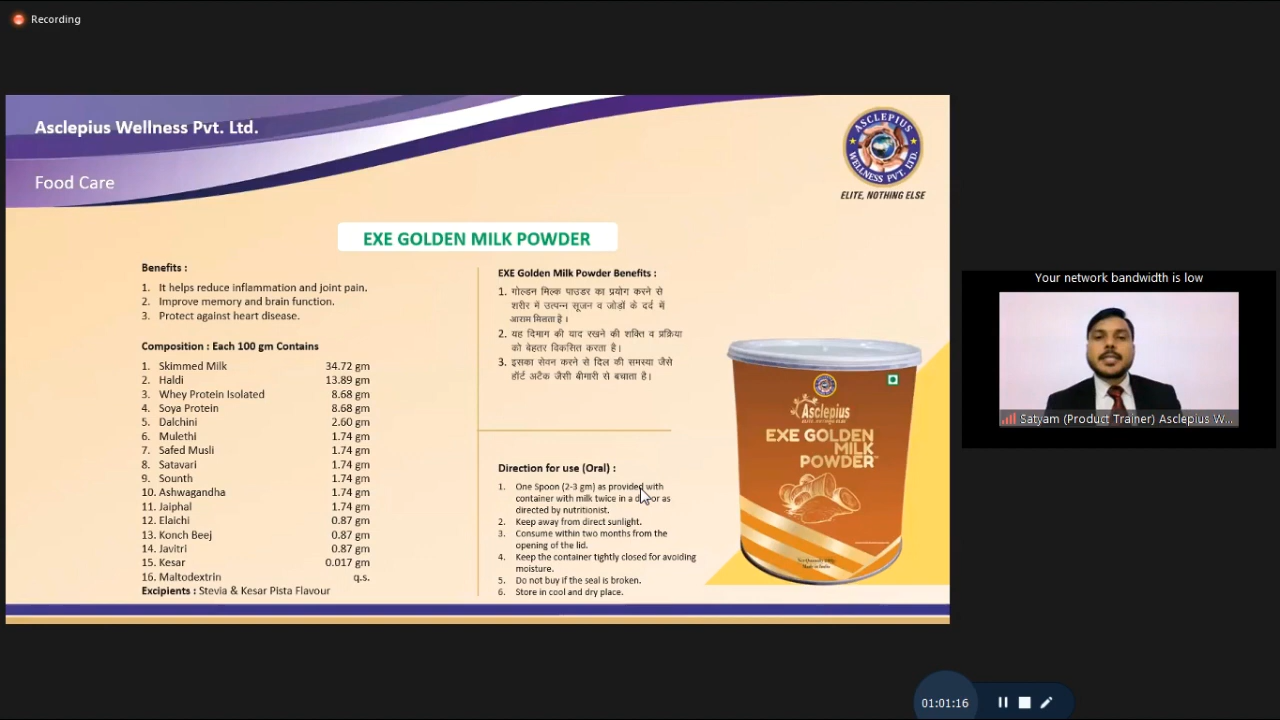 Recording
Asclepius Wellness Pvt. Ltd.
Food Care
ASCLEPIUS
WELLNESS PVT. LTD.
ELITE, NOTHING ELSE
EXE GOLDEN MILK POWDER
Benefits :
1. It helps reduce inflammation and joint pain.
2. Improve memory and brain function.
3. Protect against heart disease.
Composition : Each 100 gm Contains
1. Skimmed Milk 34.72 gm
2. Haldi 13.89 gm
3. Whey Protein Isolated 8.68 gm
4. Soya Protein 8.68 gm
5. Dalchini 2.60 gm
6. Mulethi 1.74 gm
7. Safed Musli 1.74 gm
8. Satavari 1.74 gm
9. Sounth 1.74 gm
10. Ashwagandha 1.74 gm
11. Jaiphal 1.74 gm
12. Elaichi 0.87 gm
13. Konch Beej 0.87 gm
14. Javitri 0.87 gm
15. Kesar 0.017 gm
16. Maltodextrin q.s.
Excipients : Stevia & Kesar Pista Flavour
EXE Golden Milk Powder Benefits :
1. गोल्डन मिल्क पाउडर का प्रयोग करने से
शरीर में उत्पन्न सूजन व जोड़ों के दर्द में
आराम मिलता है ।
2. यह दिमाग की याद रखने की शक्ति व प्रक्रिया
को बेहतर विकसित करता है।
3. इसका सेवन करने से दिल की समस्या जैसे
हॉर्ट अटैक जैसी बीमारी से बचाता है।
Direction for use (Oral) :
1. One Spoon (2-3 gm) as provided with
container with milk twice in a or as
directed by nutritionist.
2. Keep away from direct sunlight.
3. Consume within two months from the
opening of the lid.
4. Keep the container tightly closed for avoiding
moisture.
5. Do not buy if the seal is broken.
6. Store in cool and dry place.
Asclepius
EXE GOLDEN
MILK
POWDER
Made in India
Your network bandwidth is low
Satyam (Product Trainer) Asclepius W...
01:01:16